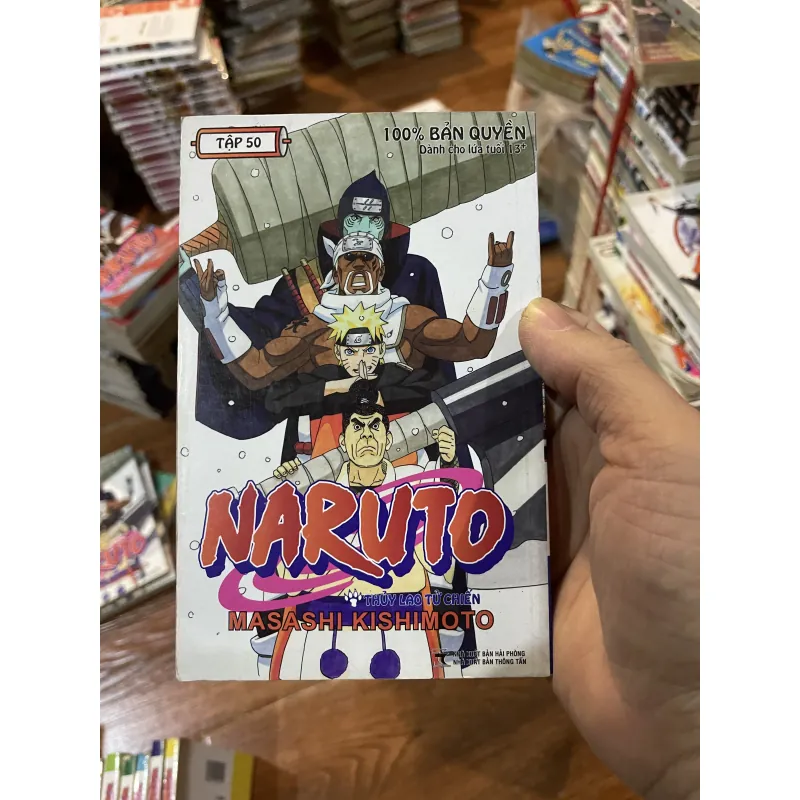 TẬP 50
100% BẢN QUYỀN
Dành cho lứa tuổi 13+
NARUTO
THỦY LAO TỬ CHIẾN
MASASHI KISHIMOTO
NHÀ XUẤT BẢN HẢI PHÒNG
NHÀ XUẤT BẢN THÔNG TẤN
NARUTO